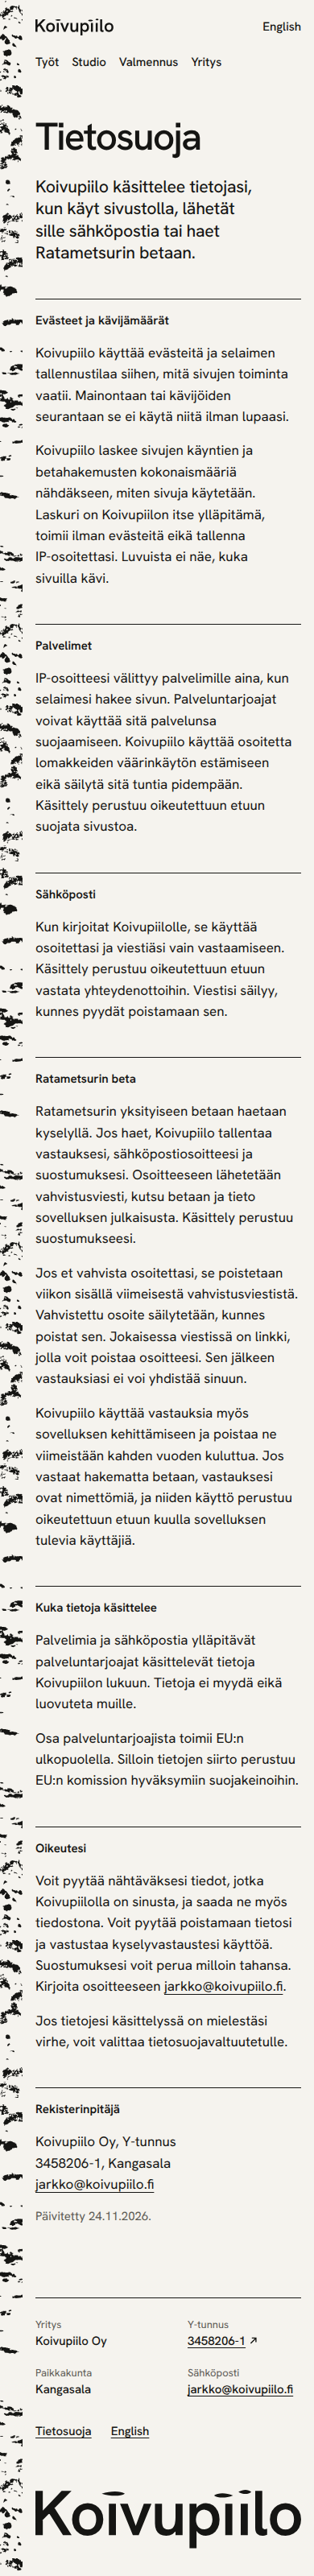 Koivupiilo
English
Työt Studio Valmennus Yritys
Tietosuoja
Koivupiilo käsittelee tietojasi,
kun käyt sivustolla, lähetät
sille sähköpostia tai haet
Ratametsurin betaan.
Evästeet ja kävijämäärät
Koivupiilo käyttää evästeitä ja selaimen
tallennustilaa siihen, mitä sivujen toiminta
vaatii. Mainontaan tai kävijöiden
seurantaan se ei käytä niitä ilman lupaasi.
Koivupiilo laskee sivujen käyntien ja
betahakemusten kokonaismääriä
nähdäkseen, miten sivuja käytetään.
Laskuri on Koivupiilon itse ylläpitämä,
toimii ilman evästeitä eikä tallenna
IP-osoitettasi. Luvuista ei näe, kuka
sivuilla kävi.
Palvelimet
IP-osoitteesi välittyy palvelimille aina, kun
selaimesi hakee sivun. Palveluntarjoajat
voivat käyttää sitä palvelunsa
suojaamiseen. Koivupiilo käyttää osoitetta
lomakkeiden väärinkäytön estämiseen
eikä säilytä sitä tuntia pidempään.
Käsittely perustuu oikeutettuun etuun
suojata sivustoa.
Sähköposti
Kun kirjoitat Koivupiilolle, se käyttää
osoitettasi ja viestiäsi vain vastaamiseen.
Käsittely perustuu oikeutettuun etuun
vastata yhteydenottoihin. Viestisi säilyy,
kunnes pyydät poistamaan sen.
Ratametsurin beta
Ratametsurin yksityiseen betaan haetaan
kyselyllä. Jos haet, Koivupiilo tallentaa
vastauksesi, sähköpostiosoitteesi ja
suostumuksesi. Osoitteeseen lähetetään
vahvistusviesti, kutsu betaan ja tieto
sovelluksen julkaisusta. Käsittely perustuu
suostumukseesi.
Jos et vahvista osoitettasi, se poistetaan
viikon sisällä viimeisestä vahvistusviestistä.
Vahvistettu osoite säilytetään, kunnes
poistat sen. Jokaisessa viestissä on linkki,
jolla voit poistaa osoitteesi. Sen jälkeen
vastauksiasi ei voi yhdistää sinuun.
Koivupiilo käyttää vastauksia myös
sovelluksen kehittämiseen ja poistaa ne
viimeistään kahden vuoden kuluttua. Jos
vastaat hakematta betaan, vastauksesi
ovat nimettömiä, ja niiden käyttö perustuu
oikeutettuun etuun kuulla sovelluksen
tulevia käyttäjiä.
Kuka tietoja käsittelee
Palvelimia ja sähköpostia ylläpitävät
palveluntarjoajat käsittelevät tietoja
Koivupiilon lukuun. Tietoja ei myydä eikä
luovuteta muille.
Osa palveluntarjoajista toimii EU:n
ulkopuolella. Silloin tietojen siirto perustuu
EU:n komission hyväksymiin suojakeinoihin.
Oikeutesi
Voit pyytää nähtäväksesi tiedot, jotka
Koivupiilolla on sinusta, ja saada ne myös
tiedostona. Voit pyytää poistamaan tietosi
ja vastustaa kyselyvastaustesi käyttöä.
Suostumuksesi voit perua milloin tahansa.
Kirjoita osoitteeseen jarkko@koivupiilo.fi.
Jos tietojesi käsittelyssä on mielestäsi
virhe, voit valittaa tietosuojavaltuutetulle.
Rekisterinpitäjä
Koivupiilo Oy, Y-tunnus
3458206-1, Kangasala
jarkko@koivupiilo.fi
Päivitetty 24.11.2026.
Yritys
Koivupiilo Oy
Y-tunnus
3458206-1 ↗
Paikkakunta
Kangasala
Sähköposti
jarkko@koivupiilo.fi
Tietosuoja English
Koivupiilo